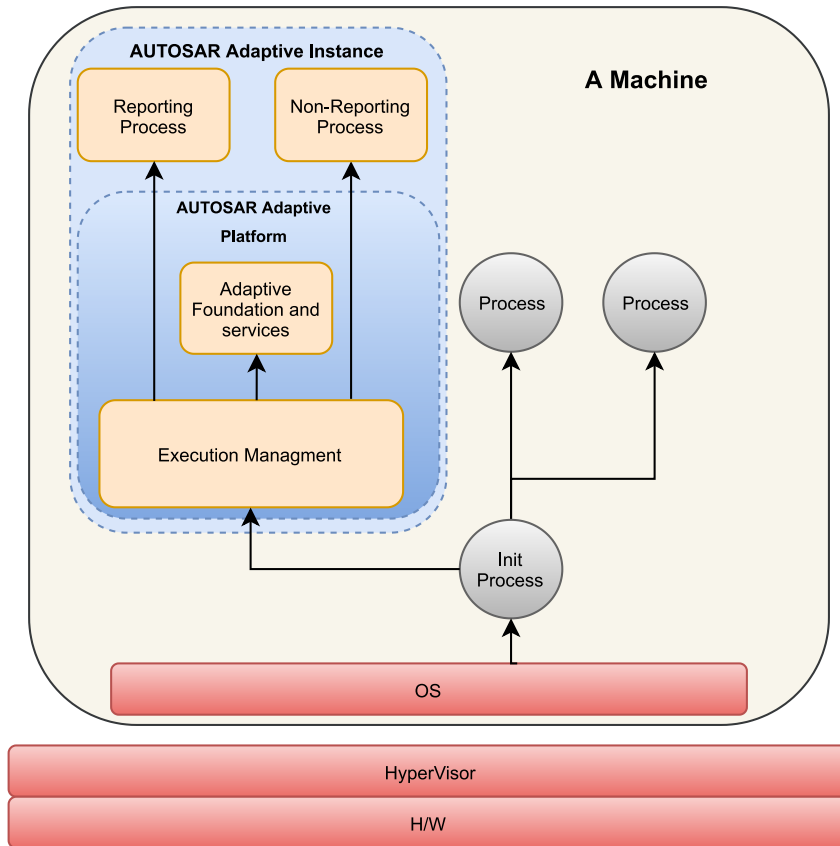 AUTOSAR Adaptive Instance
A Machine
Reporting
Process
Non-Reporting
Process
AUTOSAR Adaptive
Platform
Adaptive
Foundation and
services
Process
Process
Execution Managment
Init
Process
OS
HyperVisor
H/W